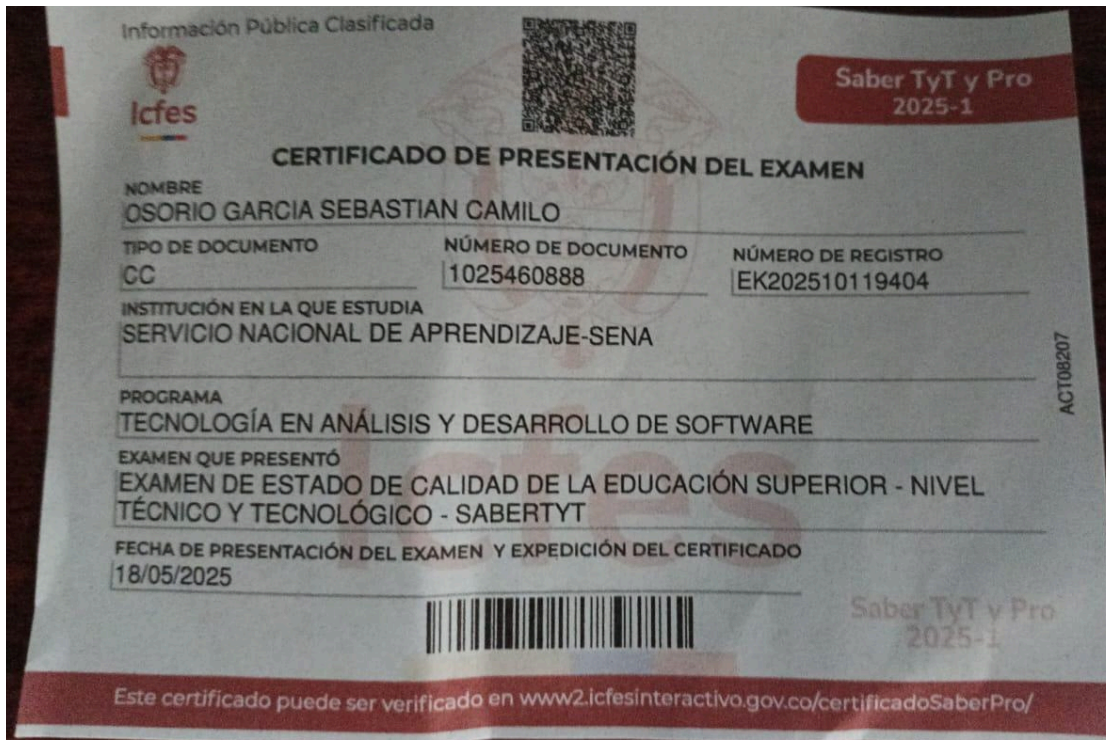 Información Pública Clasificada
Icfes
Saber TyT y Pro
2025-1
CERTIFICADO DE PRESENTACIÓN DEL EXAMEN
NOMBRE
OSORIO GARCIA SEBASTIAN CAMILO
TIPO DE DOCUMENTO
CC
NÚMERO DE DOCUMENTO
1025460888
NÚMERO DE REGISTRO
EK202510119404
INSTITUCIÓN EN LA QUE ESTUDIA
SERVICIO NACIONAL DE APRENDIZAJE-SENA
PROGRAMA
TECNOLOGÍA EN ANÁLISIS Y DESARROLLO DE SOFTWARE
EXAMEN QUE PRESENTÓ
EXAMEN DE ESTADO DE CALIDAD DE LA EDUCACIÓN SUPERIOR - NIVEL
TÉCNICO Y TECNOLÓGICO - SABERTYT
FECHA DE PRESENTACIÓN DEL EXAMEN Y EXPEDICIÓN DEL CERTIFICADO
18/05/2025
ACT08207
Icfes
Saber TyT y Pro
2025-1
Este certificado puede ser verificado en www2.icfesinteractivo.gov.co/certificadoSaberPro/